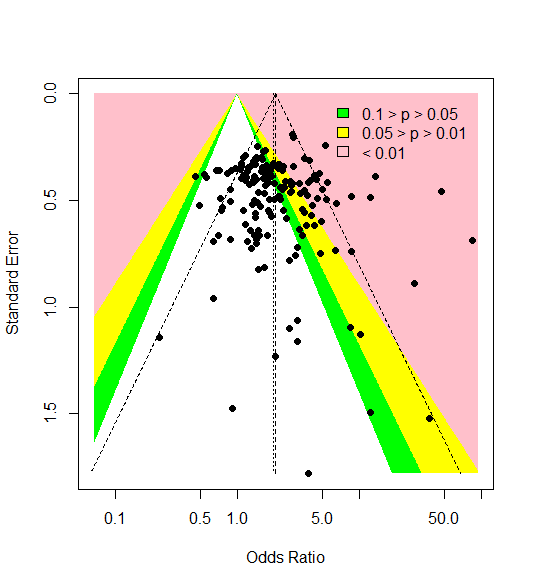 0.1 > p > 0.05
0.05 > p > 0.01
< 0.01
Standard Error
0.0
0.5
1.0
1.5
0.1 0.5 1.0 5.0 50.0
Odds Ratio